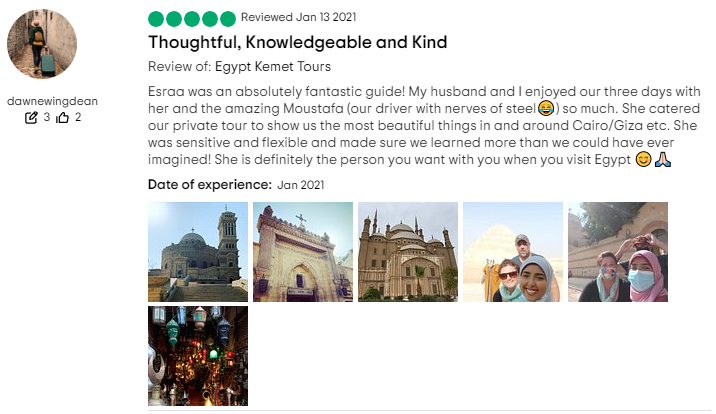 Reviewed Jan 13 2021
Thoughtful, Knowledgeable and Kind
Review of: Egypt Kemet Tours
dawnewingdean
3 2
Esraa was an absolutely fantastic guide! My husband and I enjoyed our three days with
her and the amazing Moustafa (our driver with nerves of steel😂) so much. She catered
our private tour to show us the most beautiful things in and around Cairo/Giza etc. She
was sensitive and flexible and made sure we learned more than we could have ever
imagined! She is definitely the person you want with you when you visit Egypt 😊🙏🏻
Date of experience: Jan 2021